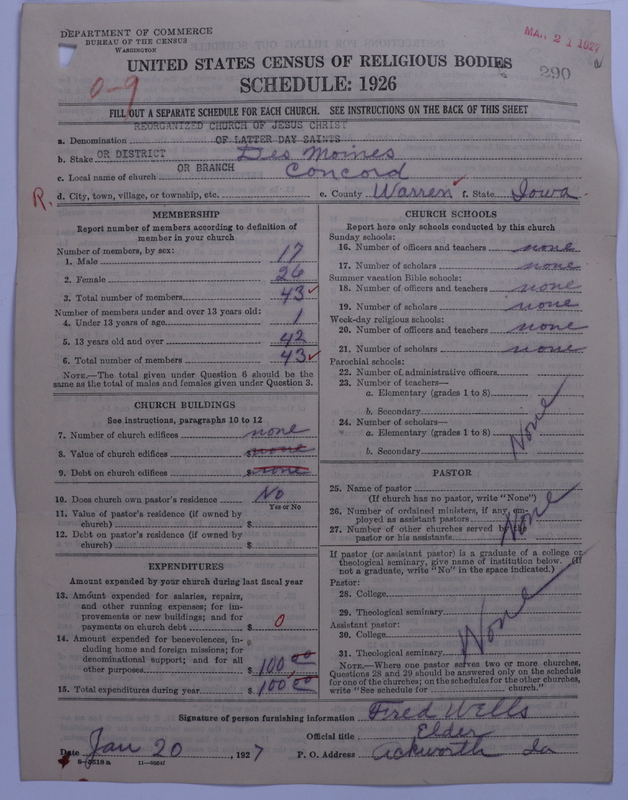 DEPARTMENT OF COMMERCE
BUREAU OF THE CENSUS
WASHINGTON
MAR 21 1927
UNITED STATES CENSUS OF RELIGIOUS BODIES
290
SCHEDULE: 1926
0-9
FILL OUT A SEPARATE SCHEDULE FOR EACH CHURCH. SEE INSTRUCTIONS ON THE BACK OF THIS SHEET
REORGANIZED CHURCH OF JESUS CHRIST
a. Denomination OF LATTER DAY SAINTS
b. Stake OR DISTRICT Des Moines
c. Local name of church OR BRANCH Concord
R. d. City, town, village, or township, etc. e. County Warren f. State Iowa
MEMBERSHIP
Report number of members according to definition of
member in your church
Number of members, by sex:
1. Male 17
2. Female 26
3. Total number of members 43
Number of members under and over 13 years old:
4. Under 13 years of age 1
5. 13 years old and over 42
6. Total number of members 43
NOTE.—The total given under Question 6 should be the
same as the total of males and females given under Question 3.
CHURCH BUILDINGS
See instructions, paragraphs 10 to 12
7. Number of church edifices none
8. Value of church edifices $ none
9. Debt on church edifices $ none
10. Does church own pastor's residence No
Yes or No
11. Value of pastor's residence (if owned by
church) $
12. Debt on pastor's residence (if owned by
church) $
EXPENDITURES
Amount expended by your church during last fiscal year
13. Amount expended for salaries, repairs,
and other running expenses; for im-
provements or new buildings; and for
payments on church debt $ 0
14. Amount expended for benevolences, in-
cluding home and foreign missions; for
denominational support; and for all
other purposes $ 100 00
15. Total expenditures during year $ 100,00
CHURCH SCHOOLS
Report here only schools conducted by this church
Sunday schools:
16. Number of officers and teachers none
17. Number of scholars none
Summer vacation Bible schools:
18. Number of officers and teachers none
19. Number of scholars none
Week-day religious schools:
20. Number of officers and teachers none
21. Number of scholars none
Parochial schools:
22. Number of administrative officers
23. Number of teachers—
a. Elementary (grades 1 to 8)
b. Secondary
24. Number of scholars—
a. Elementary (grades 1 to 8)
b. Secondary
None
PASTOR
25. Name of pastor
(If church has no pastor, write "None")
26. Number of ordained ministers, if any, em-
ployed as assistant pastors
27. Number of other churches served by the
pastor or his assistants
None
If pastor (or assistant pastor) is a graduate of a college or
theological seminary, give name of institution below. (If
not a graduate, write "No" in the space indicated.)
Pastor:
28. College
29. Theological seminary
Assistant pastor:
30. College
31. Theological seminary
None
NOTE.—Where one pastor serves two or more churches,
Questions 28 and 29 should be answered only on the schedule
for one of the churches; on the schedules for the other churches,
write "See schedule for church."
Signature of person furnishing information Fred Wells
Official title Elder
Date Jan 20, 1927 P. O. Address Ackworth Ia